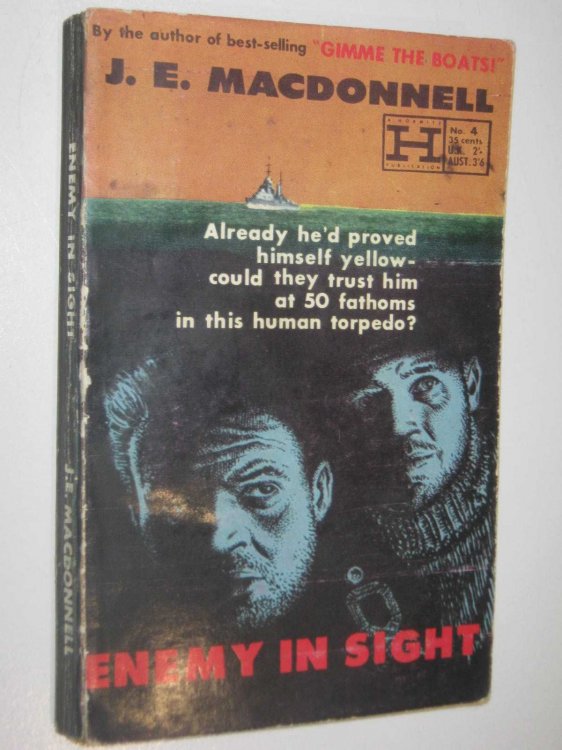 By the author of best-selling "GIMME THE BOATS!"
J. E. MACDONNELL
A HORWITZ
H
PUBLICATION
No. 4
35 cents
U.K. 2'-
AUST. 3'6
Already he'd proved
himself yellow-
could they trust him
at 50 fathoms
in this human torpedo?
ENEMY IN SIGHT
ENEMY IN SIGHT
J.E. MACDONNELL